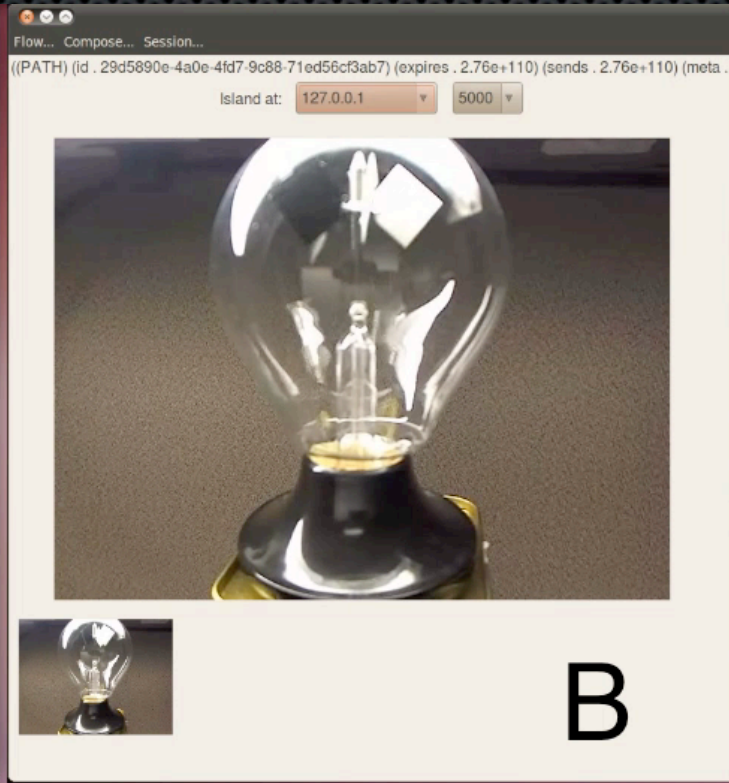 Flow... Compose... Session...
((PATH) (id . 29d5890e-4a0e-4fd7-9c88-71ed56cf3ab7) (expires . 2.76e+110) (sends . 2.76e+110) (meta .
Island at: 127.0.0.1 5000
B